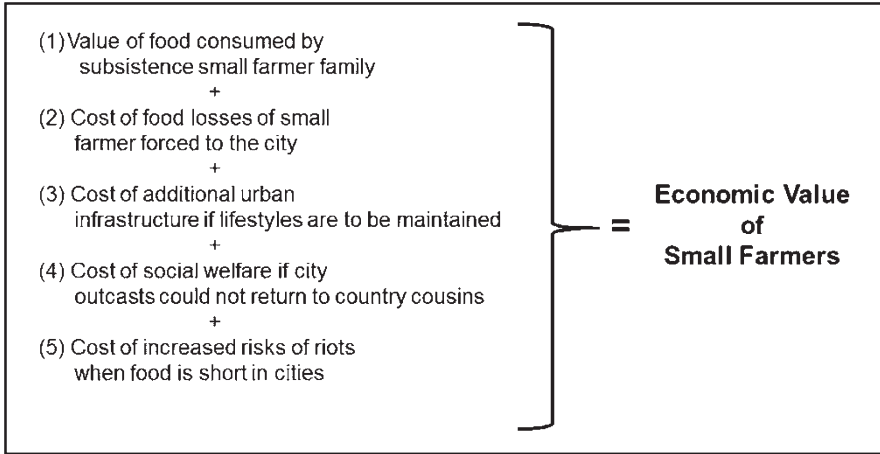 (1) Value of food consumed by
subsistence small farmer family
+
(2) Cost of food losses of small
farmer forced to the city
+
(3) Cost of additional urban
infrastructure if lifestyles are to be maintained
+
(4) Cost of social welfare if city
outcasts could not return to country cousins
+
(5) Cost of increased risks of riots
when food is short in cities
=
Economic Value
of
Small Farmers